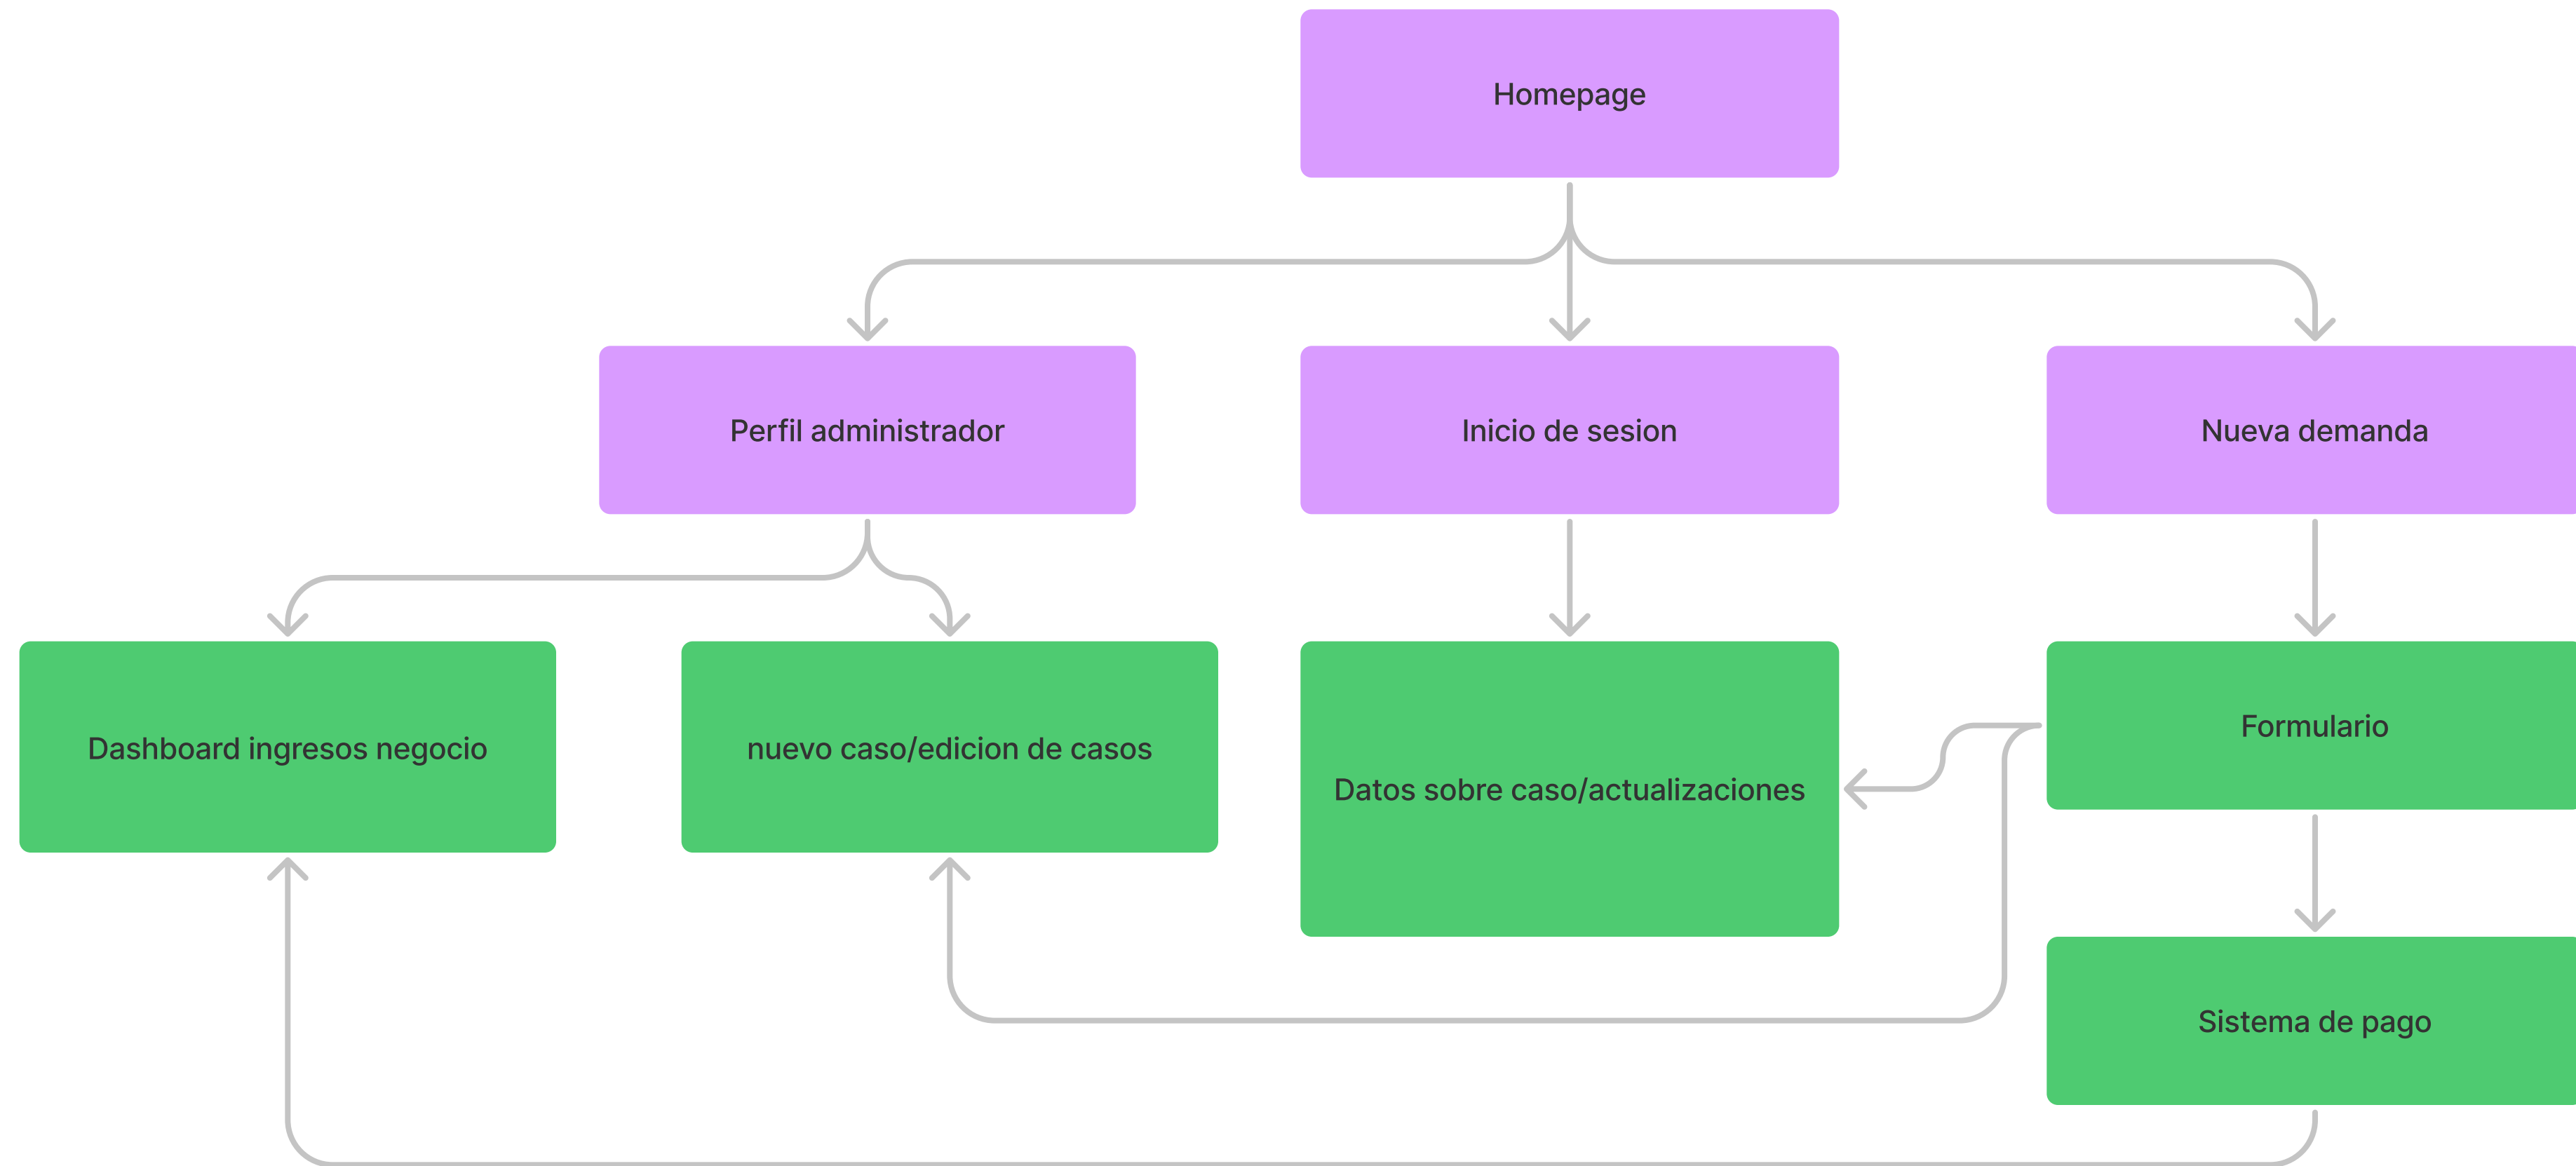 Homepage
Perfil administrador
Inicio de sesion
Nueva demanda
Dashboard ingresos negocio
nuevo caso/edicion de casos
Datos sobre caso/actualizaciones
Formulario
Sistema de pago